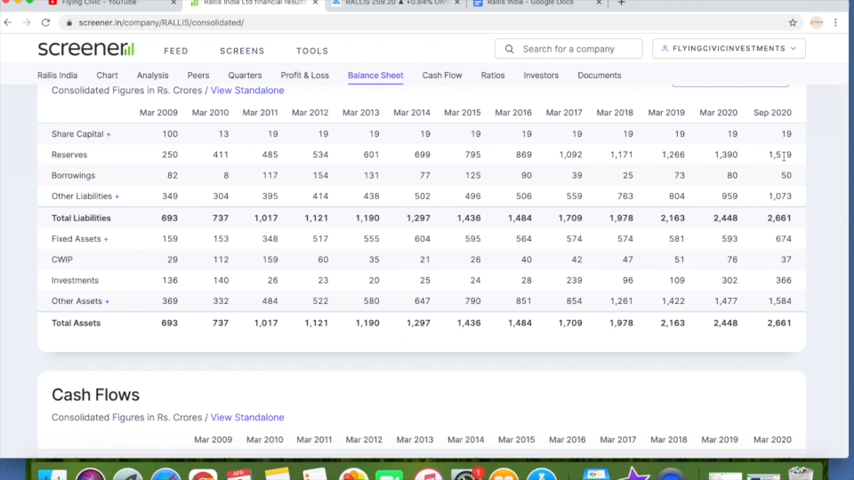 Flying Civic - YouTube × Rallis India Ltd financial results × RALLIS 259.20 ▲ +0.84% × Rallis India - Google Docs × +
screener.in/company/RALLIS/consolidated/
screener FEED SCREENS TOOLS Search for a company FLYINGCIVICINVESTMENTS
Rallis India Chart Analysis Peers Quarters Profit & Loss Balance Sheet Cash Flow Ratios Investors Documents
Consolidated Figures in Rs. Crores / View Standalone
Mar 2009 Mar 2010 Mar 2011 Mar 2012 Mar 2013 Mar 2014 Mar 2015 Mar 2016 Mar 2017 Mar 2018 Mar 2019 Mar 2020 Sep 2020
Share Capital + 100 13 19 19 19 19 19 19 19 19 19 19 19
Reserves 250 411 485 534 601 699 795 869 1,092 1,171 1,266 1,390 1,519
Borrowings 82 8 117 154 131 77 125 90 39 25 73 80 50
Other Liabilities + 349 304 395 414 438 502 496 506 559 763 804 959 1,073
Total Liabilities 693 737 1,017 1,121 1,190 1,297 1,436 1,484 1,709 1,978 2,163 2,448 2,661
Fixed Assets + 159 153 348 517 555 604 595 564 574 574 581 593 674
CWIP 29 112 159 60 35 21 26 40 42 47 51 76 37
Investments 136 140 26 23 20 25 24 28 239 96 109 302 366
Other Assets + 369 332 484 522 580 647 790 851 854 1,261 1,422 1,477 1,584
Total Assets 693 737 1,017 1,121 1,190 1,297 1,436 1,484 1,709 1,978 2,163 2,448 2,661
Cash Flows
Consolidated Figures in Rs. Crores / View Standalone
Mar 2009 Mar 2010 Mar 2011 Mar 2012 Mar 2013 Mar 2014 Mar 2015 Mar 2016 Mar 2017 Mar 2018 Mar 2019 Mar 2020
APR
1